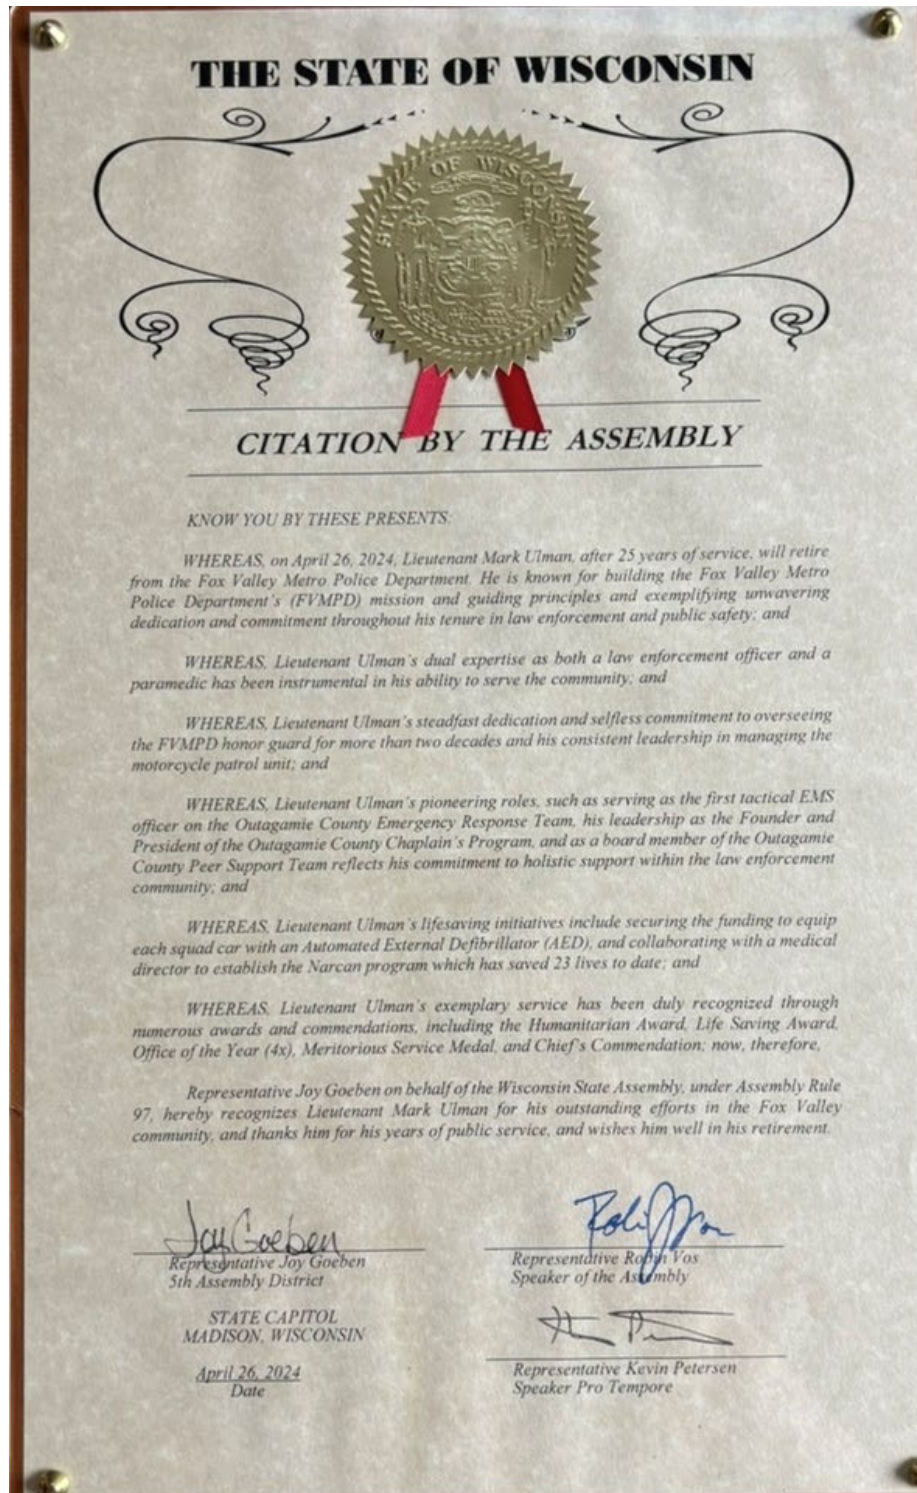 THE STATE OF WISCONSIN
STATE OF WISCONSIN
CITATION BY THE ASSEMBLY
KNOW YOU BY THESE PRESENTS:
WHEREAS, on April 26, 2024, Lieutenant Mark Ulman, after 25 years of service, will retire
from the Fox Valley Metro Police Department. He is known for building the Fox Valley Metro
Police Department's (FVMPD) mission and guiding principles and exemplifying unwavering
dedication and commitment throughout his tenure in law enforcement and public safety; and
WHEREAS, Lieutenant Ulman's dual expertise as both a law enforcement officer and a
paramedic has been instrumental in his ability to serve the community; and
WHEREAS, Lieutenant Ulman's steadfast dedication and selfless commitment to overseeing
the FVMPD honor guard for more than two decades and his consistent leadership in managing the
motorcycle patrol unit; and
WHEREAS, Lieutenant Ulman's pioneering roles, such as serving as the first tactical EMS
officer on the Outagamie County Emergency Response Team, his leadership as the Founder and
President of the Outagamie County Chaplain's Program, and as a board member of the Outagamie
County Peer Support Team reflects his commitment to holistic support within the law enforcement
community; and
WHEREAS, Lieutenant Ulman's lifesaving initiatives include securing the funding to equip
each squad car with an Automated External Defibrillator (AED), and collaborating with a medical
director to establish the Narcan program which has saved 23 lives to date; and
WHEREAS, Lieutenant Ulman's exemplary service has been duly recognized through
numerous awards and commendations, including the Humanitarian Award, Life Saving Award,
Office of the Year (4x), Meritorious Service Medal, and Chief's Commendation; now, therefore,
Representative Joy Goeben on behalf of the Wisconsin State Assembly, under Assembly Rule
97, hereby recognizes Lieutenant Mark Ulman for his outstanding efforts in the Fox Valley
community, and thanks him for his years of public service, and wishes him well in his retirement.
Joy Goeben
Representative Joy Goeben
5th Assembly District
STATE CAPITOL
MADISON, WISCONSIN
April 26, 2024
Date
Representative Robin Vos
Speaker of the Assembly
Representative Kevin Petersen
Speaker Pro Tempore